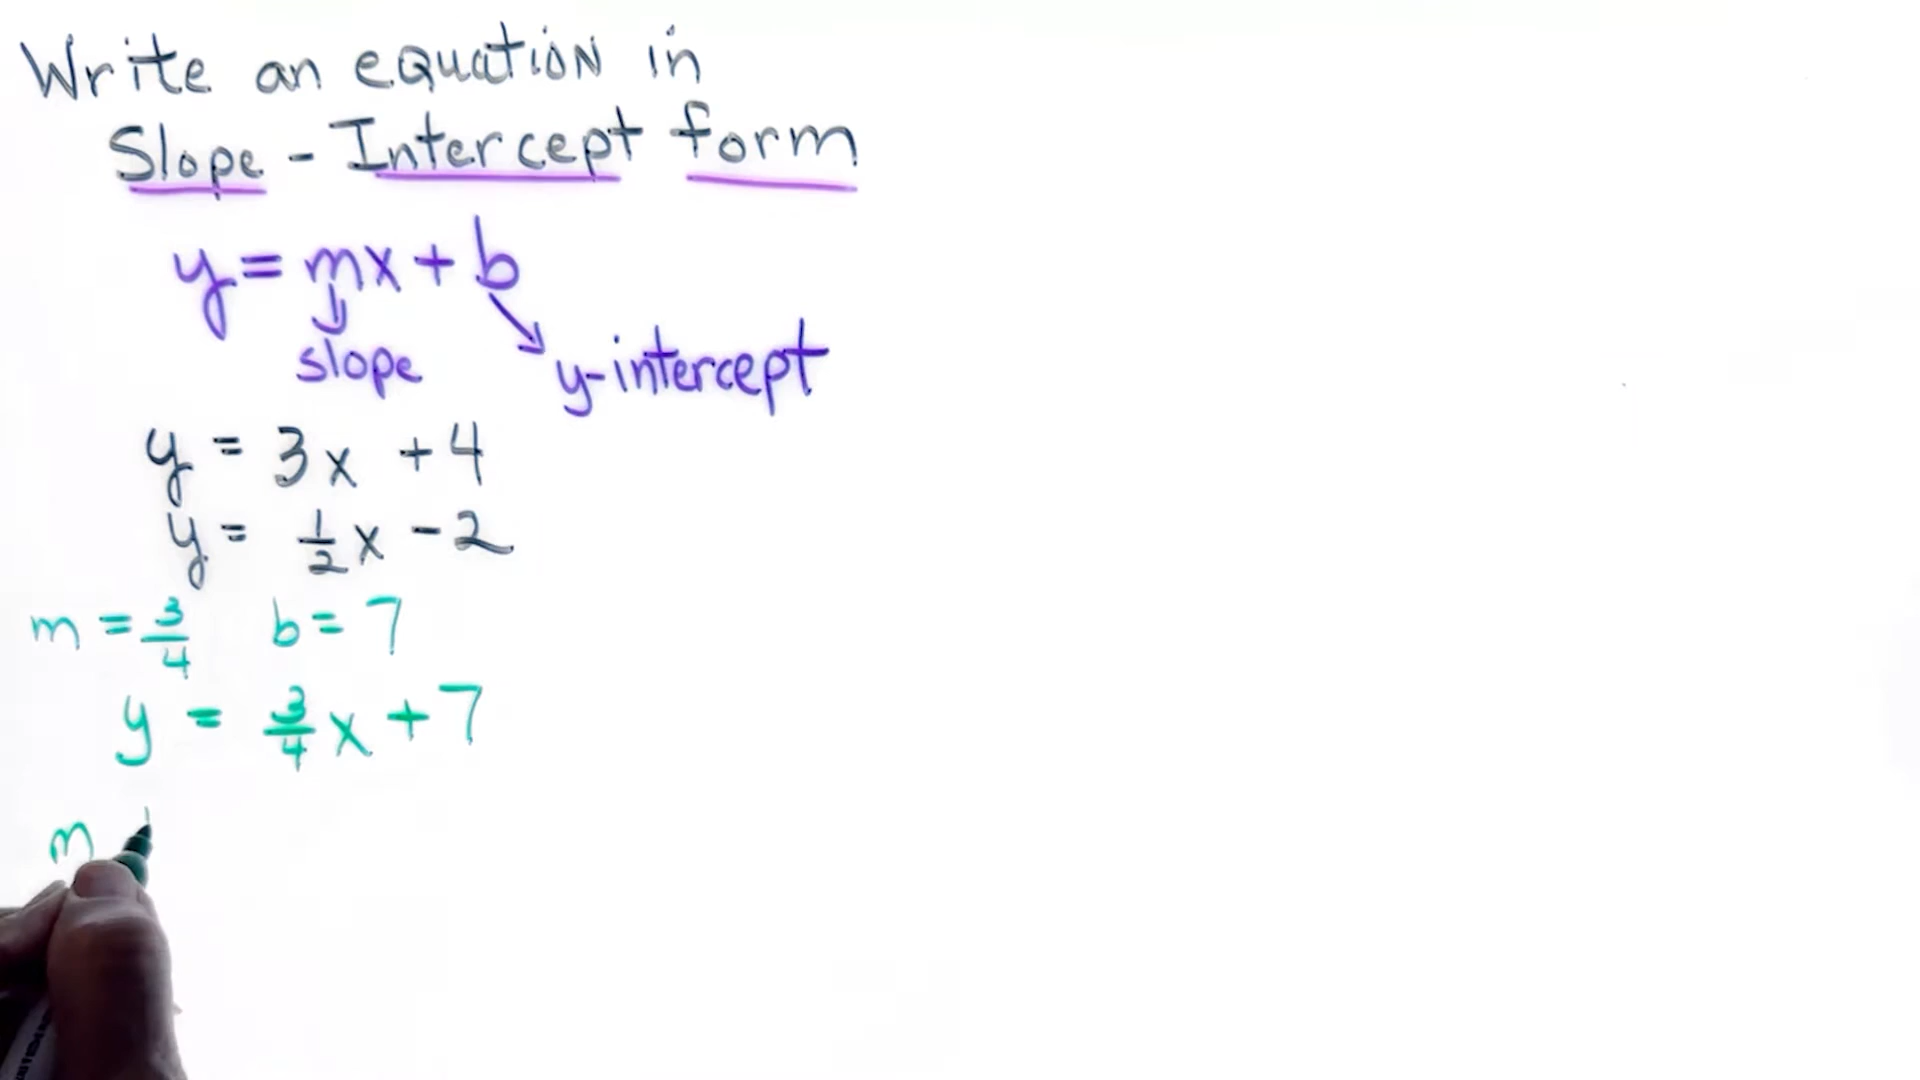 Write an equation in
Slope - Intercept form
y = mx + b
slope
y-intercept
y = 3x + 4
y = 1/2 x - 2
m = 3/4 b = 7
y = 3/4 x + 7
m